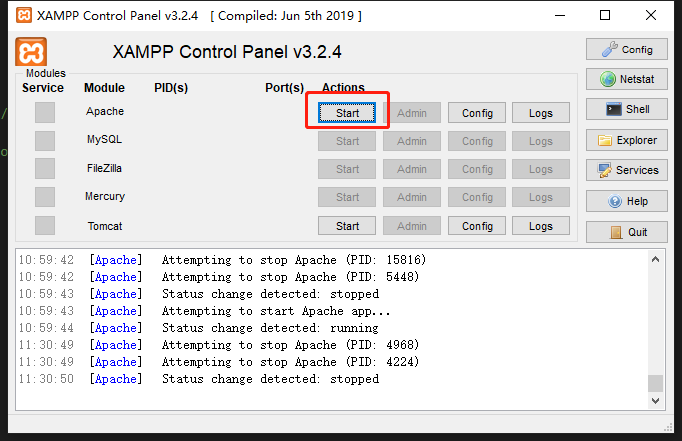 XAMPP Control Panel v3.2.4 [ Compiled: Jun 5th 2019 ]
XAMPP Control Panel v3.2.4
Config
Modules
Service Module PID(s) Port(s) Actions
Netstat
Apache Start Admin Config Logs
Shell
MySQL Start Admin Config Logs
Explorer
FileZilla Start Admin Config Logs
Services
Mercury Start Admin Config Logs
Help
Tomcat Start Admin Config Logs
Quit
10:59:42 [Apache] Attempting to stop Apache (PID: 15816)
10:59:42 [Apache] Attempting to stop Apache (PID: 5448)
10:59:43 [Apache] Status change detected: stopped
10:59:43 [Apache] Attempting to start Apache app...
10:59:44 [Apache] Status change detected: running
11:30:49 [Apache] Attempting to stop Apache (PID: 4968)
11:30:49 [Apache] Attempting to stop Apache (PID: 4224)
11:30:50 [Apache] Status change detected: stopped